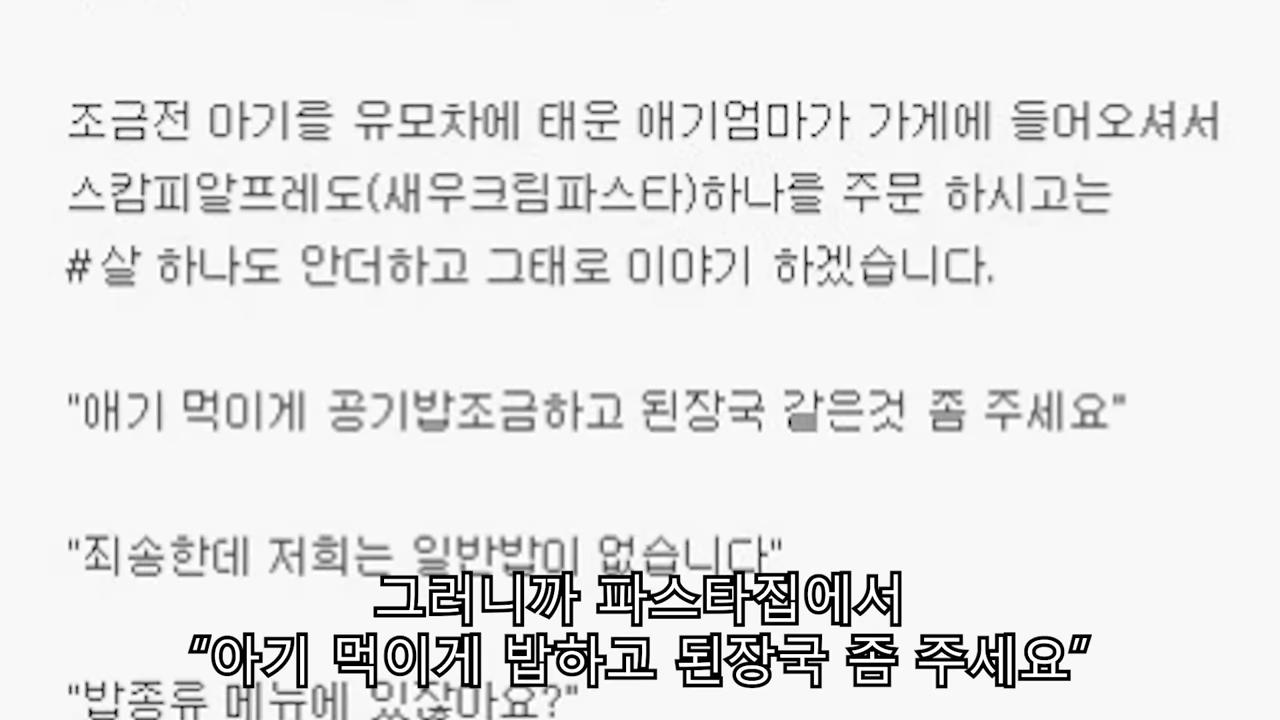 조금전 아기를 유모차에 태운 애기엄마가 가게에 들어오셔서
스캄피알프레도(새우크림파스타)하나를 주문 하시고는
#살 하나도 안더하고 그태로 이야기 하겠습니다.
"애기 먹이게 공기밥조금하고 된장국 같은것 좀 주세요"
"죄송한데 저희는 일반밥이 없습니다"
그러니까 파스타집에서
"아기 먹이게 밥하고 된장국 좀 주세요"
"밥종류 메뉴에 있잖아요?"